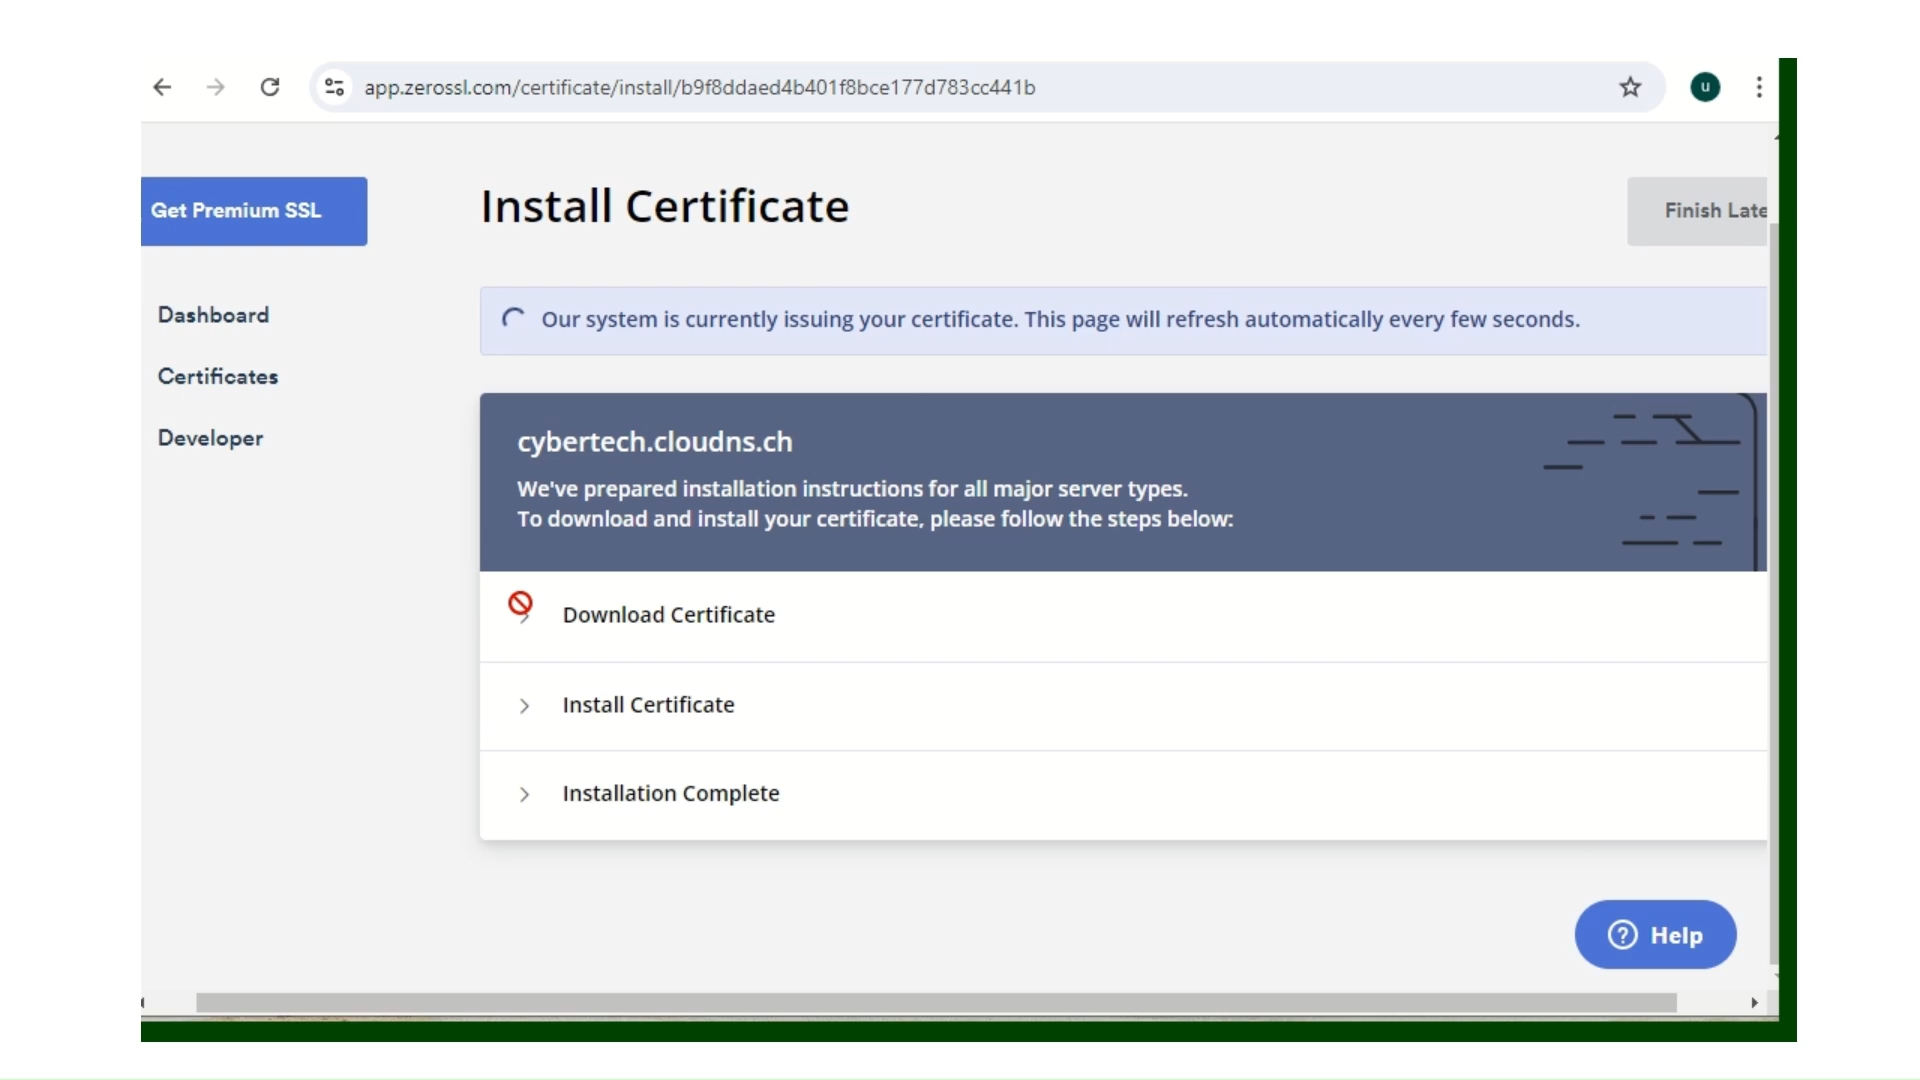 app.zerossl.com/certificate/install/b9f8ddaed4b401f8bce177d783cc441b
u
Get Premium SSL
Install Certificate
Finish Late
Dashboard
Our system is currently issuing your certificate. This page will refresh automatically every few seconds.
Certificates
Developer
cybertech.cloudns.ch
We've prepared installation instructions for all major server types.
To download and install your certificate, please follow the steps below:
Download Certificate
Install Certificate
Installation Complete
? Help